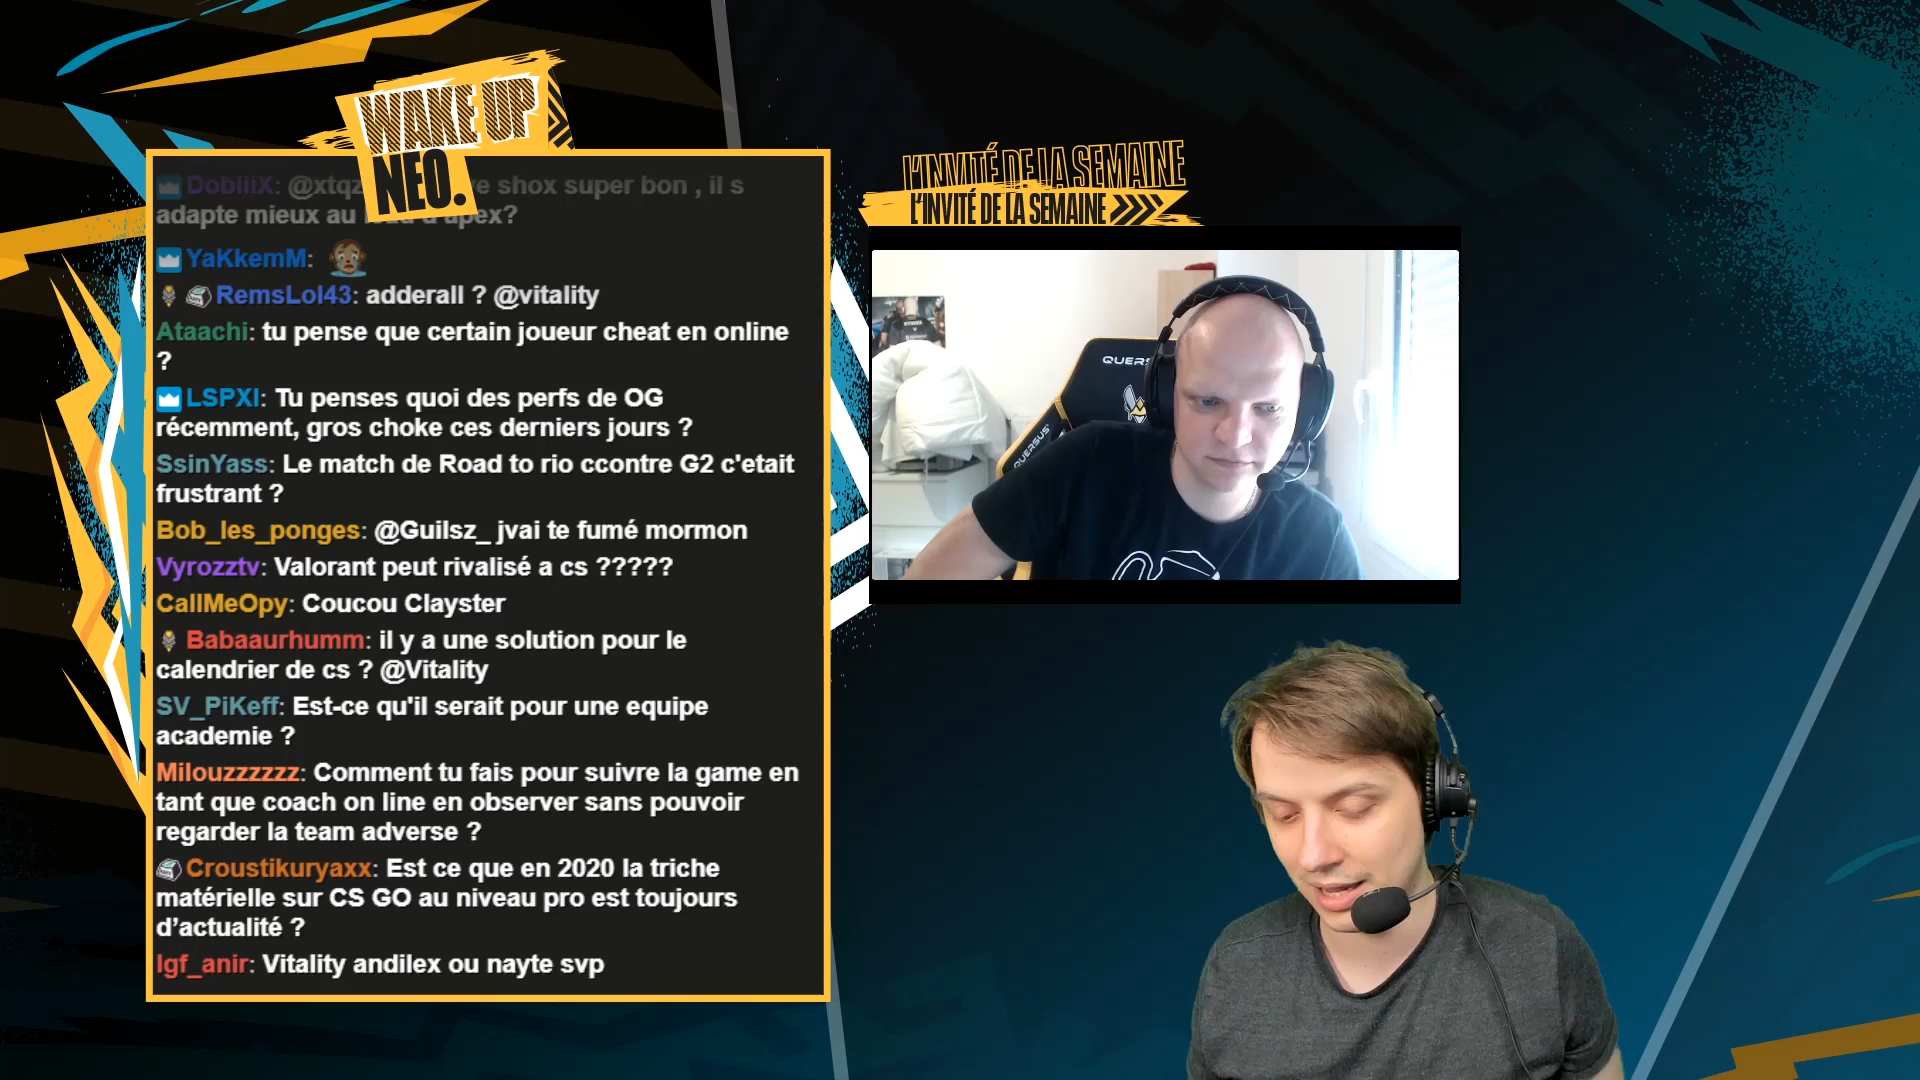 WAKE UP
NEO.
DobliiX: @xtqz e shox super bon , il s
adapte mieux au apex?
YaKkemM:
RemsLol43: adderall ? @vitality
Ataachi: tu pense que certain joueur cheat en online
?
LSPXI: Tu penses quoi des perfs de OG
récemment, gros choke ces derniers jours ?
SsinYass: Le match de Road to rio ccontre G2 c'etait
frustrant ?
Bob_les_ponges: @Guilsz_ jvai te fumé mormon
Vyrozztv: Valorant peut rivalisé a cs ?????
CallMeOpy: Coucou Clayster
Babaaurhumm: il y a une solution pour le
calendrier de cs ? @Vitality
SV_PiKeff: Est-ce qu'il serait pour une equipe
academie ?
Milouzzzzzz: Comment tu fais pour suivre la game en
tant que coach on line en observer sans pouvoir
regarder la team adverse ?
Croustikuryaxx: Est ce que en 2020 la triche
matérielle sur CS GO au niveau pro est toujours
d’actualité ?
Igf_anir: Vitality andilex ou nayte svp
L'INVITÉ DE LA SEMAINE
L'INVITÉ DE LA SEMAINE
QUERS
QUERSUS